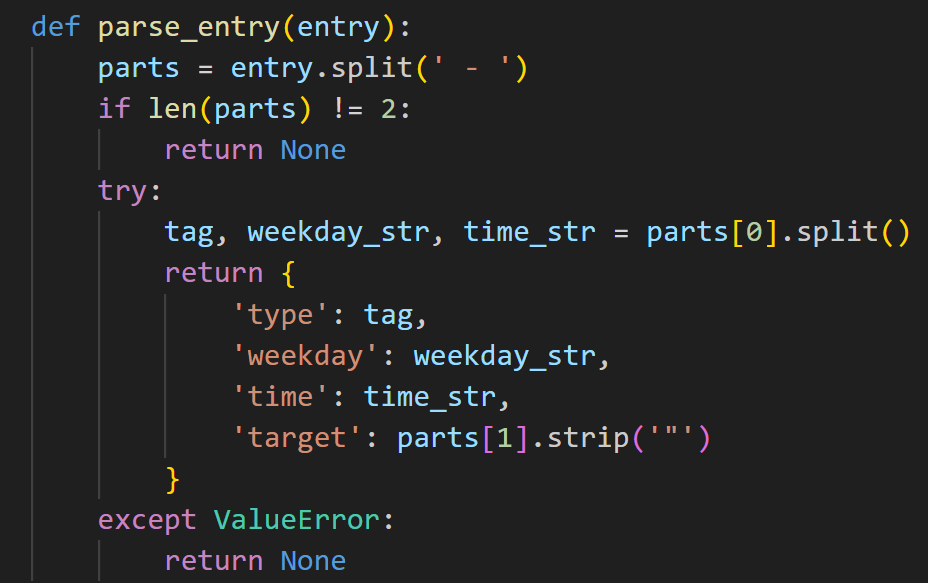 def parse_entry(entry):
    parts = entry.split(' - ')
    if len(parts) != 2:
        return None
    try:
        tag, weekday_str, time_str = parts[0].split()
        return {
            'type': tag,
            'weekday': weekday_str,
            'time': time_str,
            'target': parts[1].strip('"')
        }
    except ValueError:
        return None